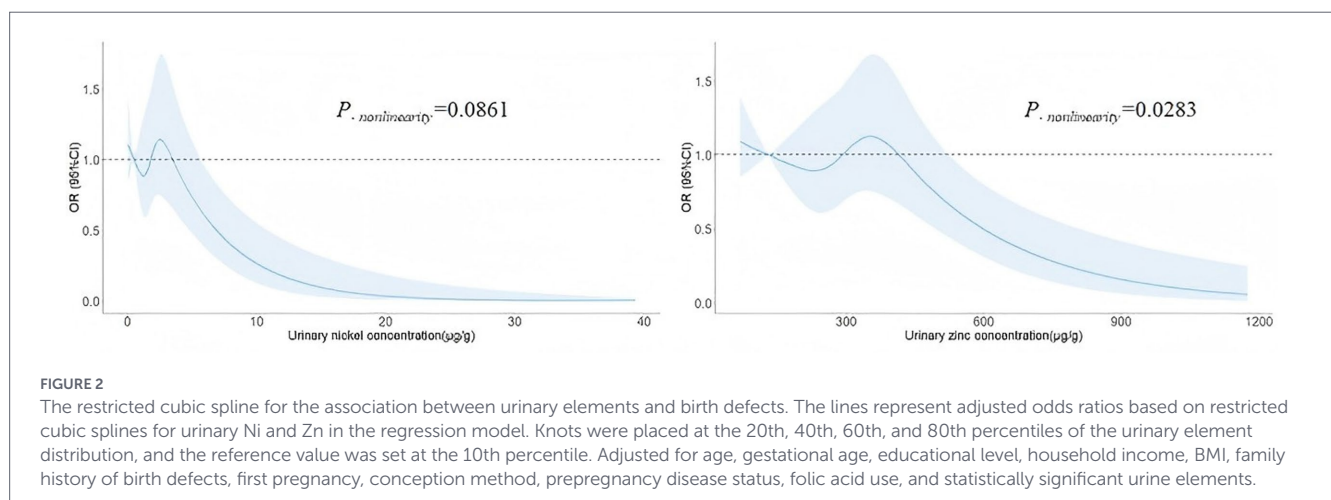 1.5
1.0
0.5
0.0
OR (95%CI)
P. nonlinearity=0.0861
0
10
20
30
40
Urinary nickel concentration(μg/g)
1.5
1.0
0.5
0.0
OR (95%CI)
P. nonlinearity=0.0283
300
600
900
1200
Urinary zinc concentration(μg/g)
FIGURE 2
The restricted cubic spline for the association between urinary elements and birth defects. The lines represent adjusted odds ratios based on restricted
cubic splines for urinary Ni and Zn in the regression model. Knots were placed at the 20th, 40th, 60th, and 80th percentiles of the urinary element
distribution, and the reference value was set at the 10th percentile. Adjusted for age, gestational age, educational level, household income, BMI, family
history of birth defects, first pregnancy, conception method, prepregnancy disease status, folic acid use, and statistically significant urine elements.